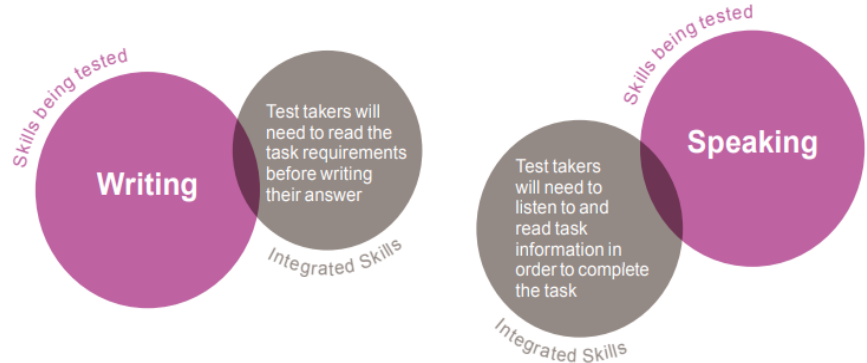 Skills being tested
Writing
Test takers will
need to read the
task requirements
before writing
their answer
Integrated Skills
Skills being tested
Speaking
Test takers
will need to
listen to and
read task
information in
order to complete
the task
Integrated Skills